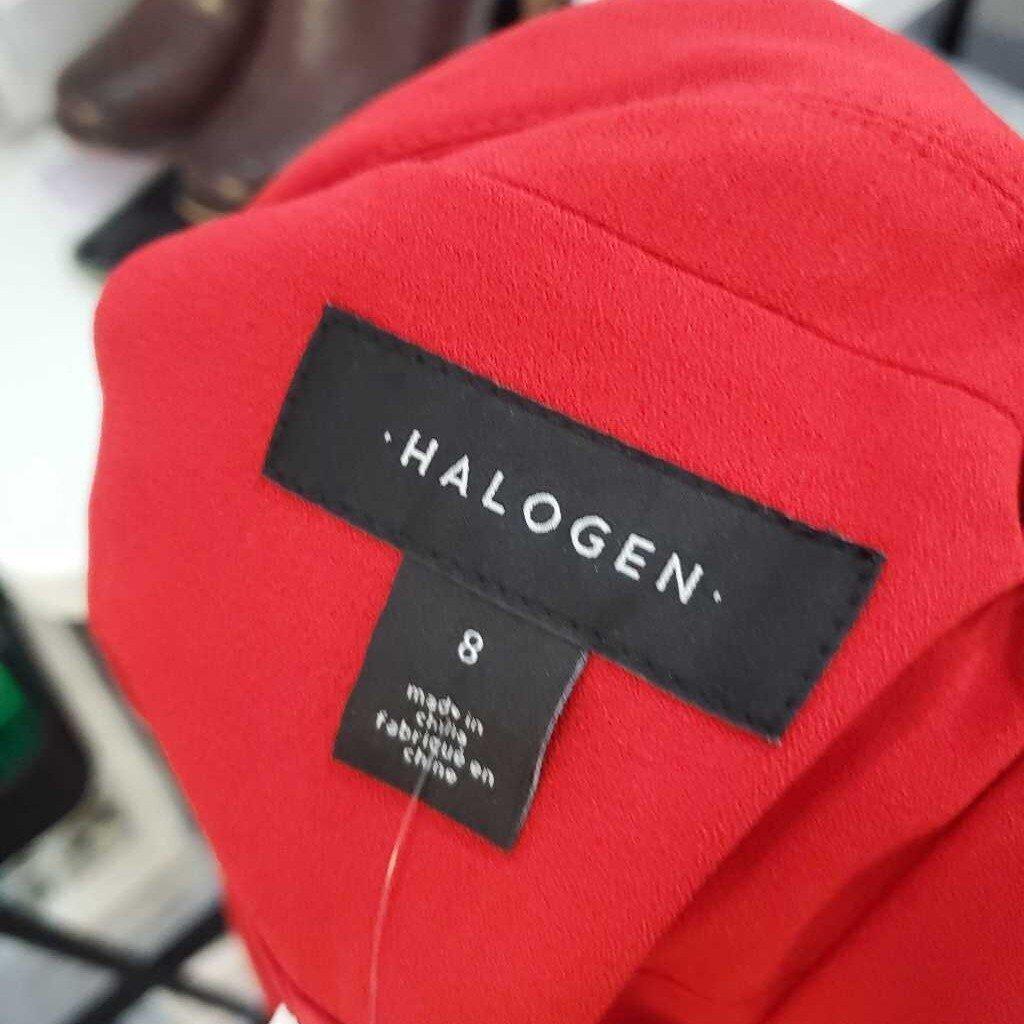 ·HALOGEN·
8
made in
china
fabriqué en
chine